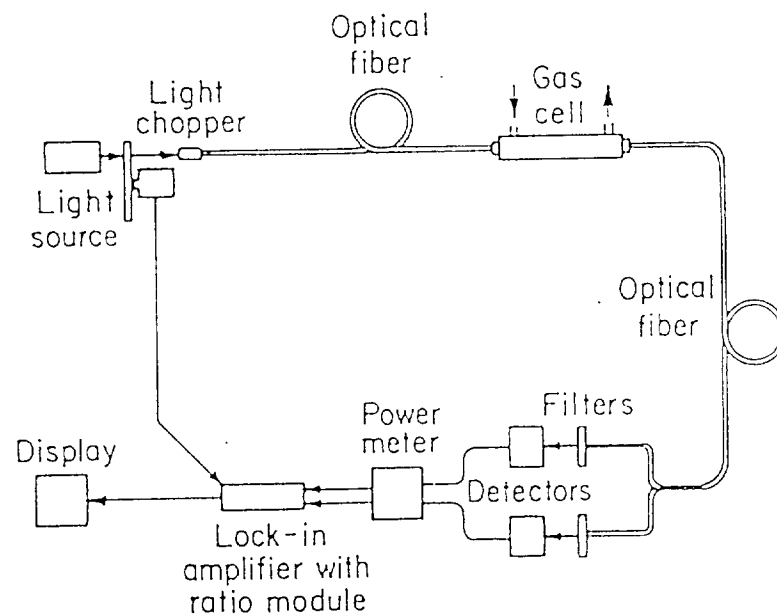 Optical
fiber
Gas
cell
Light
chopper
Light
source
Optical
fiber
Power
meter
Filters
Display
Detectors
Lock-in
amplifier with
ratio module